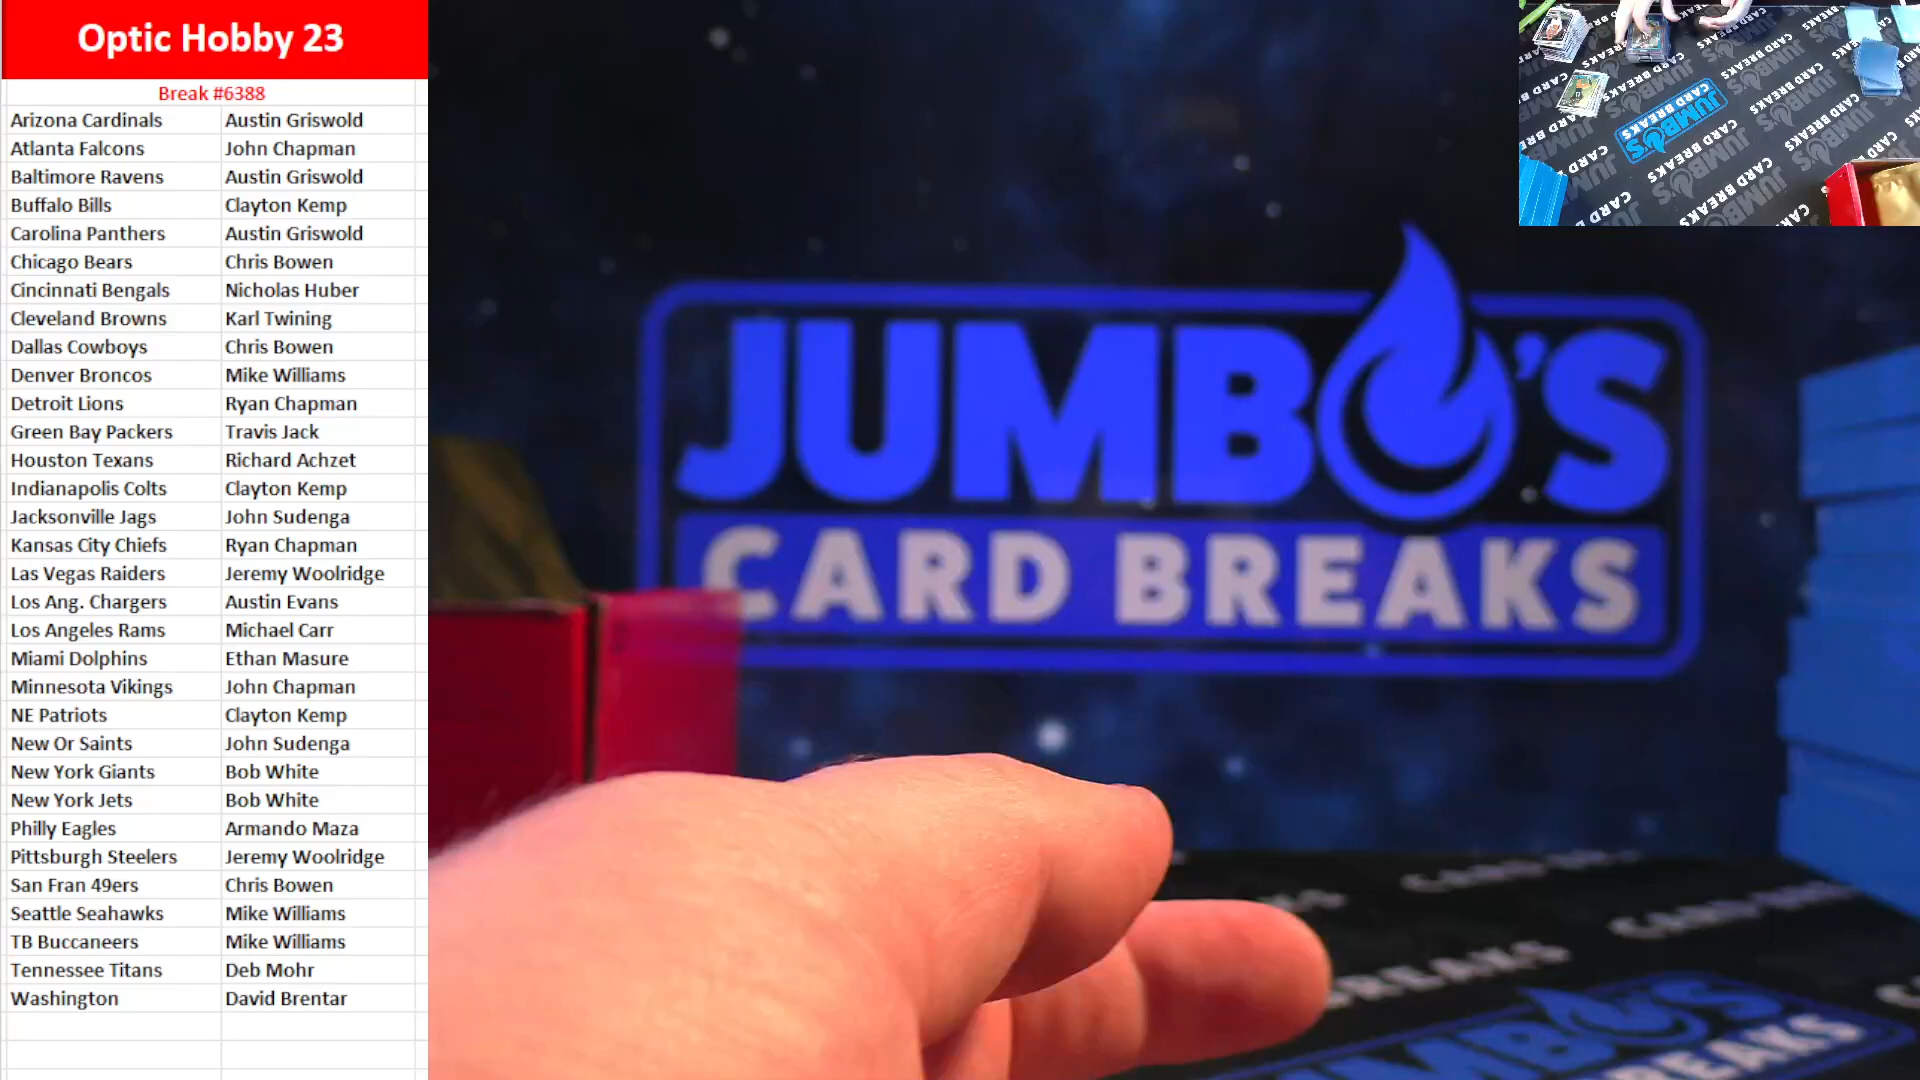 Optic Hobby 23
Break #6388
Arizona Cardinals Austin Griswold
Atlanta Falcons John Chapman
Baltimore Ravens Austin Griswold
Buffalo Bills Clayton Kemp
Carolina Panthers Austin Griswold
Chicago Bears Chris Bowen
Cincinnati Bengals Nicholas Huber
Cleveland Browns Karl Twining
Dallas Cowboys Chris Bowen
Denver Broncos Mike Williams
Detroit Lions Ryan Chapman
Green Bay Packers Travis Jack
Houston Texans Richard Achzet
Indianapolis Colts Clayton Kemp
Jacksonville Jags John Sudenga
Kansas City Chiefs Ryan Chapman
Las Vegas Raiders Jeremy Woolridge
Los Ang. Chargers Austin Evans
Los Angeles Rams Michael Carr
Miami Dolphins Ethan Masure
Minnesota Vikings John Chapman
NE Patriots Clayton Kemp
New Or Saints John Sudenga
New York Giants Bob White
New York Jets Bob White
Philly Eagles Armando Maza
Pittsburgh Steelers Jeremy Woolridge
San Fran 49ers Chris Bowen
Seattle Seahawks Mike Williams
TB Buccaneers Mike Williams
Tennessee Titans Deb Mohr
Washington David Brentar
JUMBO'S
CARD BREAKS
JUMBO'S
CARD BREAKS